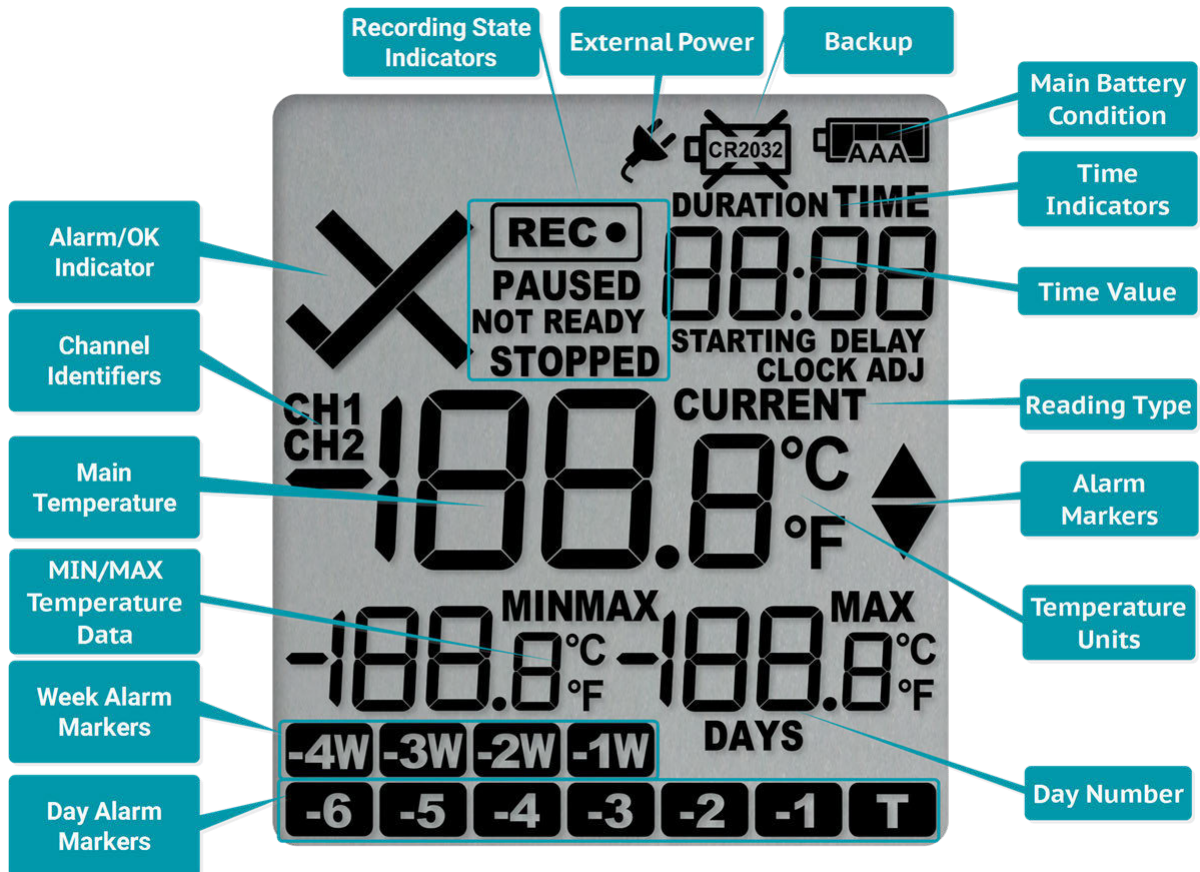 Recording State
Indicators
External Power
Backup
Main Battery
Condition
CR2032
AAA
Time
Indicators
DURATION TIME
Alarm/OK
Indicator
REC
88:88
PAUSED
Time Value
NOT READY
STARTING DELAY
Channel
Identifiers
STOPPED
CLOCK ADJ
CH1
CURRENT
Reading Type
CH2
-188.8
°C
°F
Main
Temperature
Alarm
Markers
MIN/MAX
Temperature
Data
MINMAX
MAX
Temperature
Units
-188.8 °C
°F
-188.8 °C
°F
Week Alarm
Markers
DAYS
-4W -3W -2W -1W
Day Number
Day Alarm
Markers
-6 -5 -4 -3 -2 -1 T